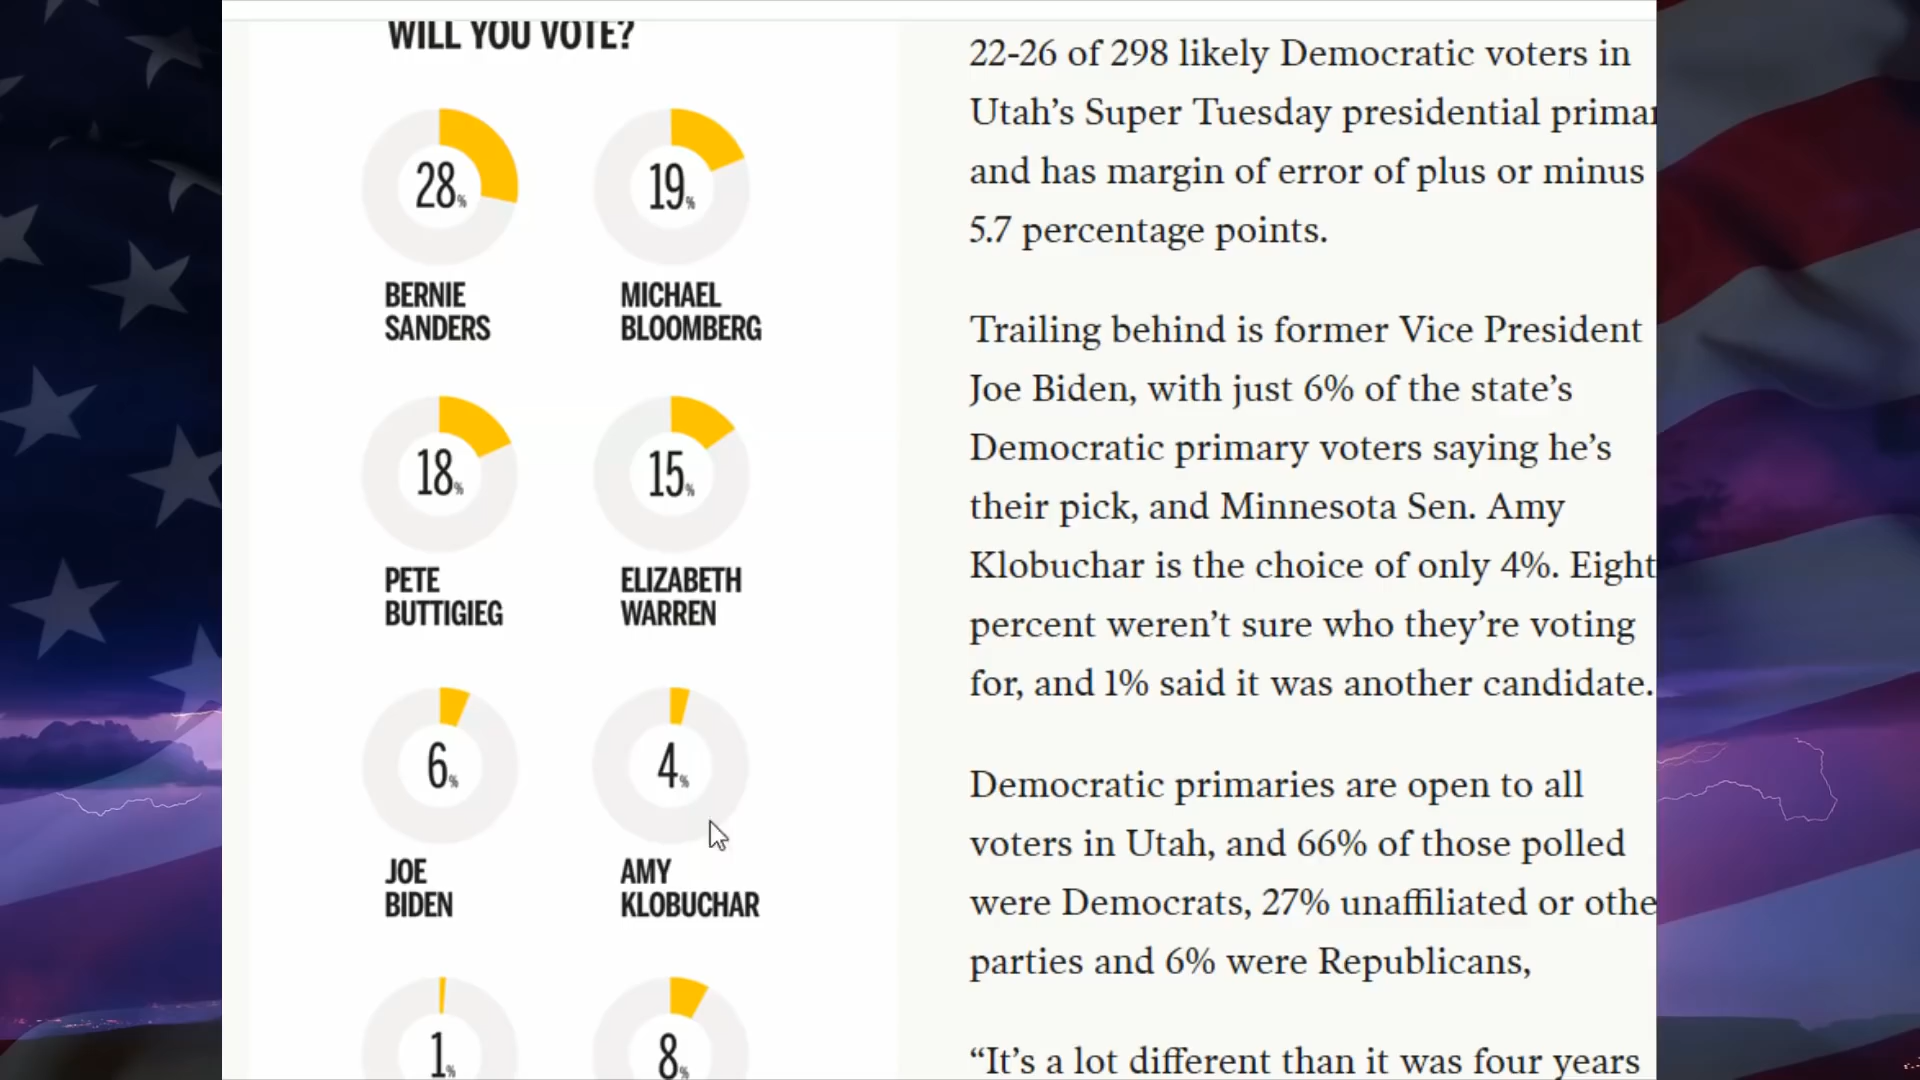 WILL YOU VOTE?
28%
19%
BERNIE
SANDERS
MICHAEL
BLOOMBERG
18%
15%
PETE
BUTTIGIEG
ELIZABETH
WARREN
6%
4%
JOE
BIDEN
AMY
KLOBUCHAR
1%
8%
22-26 of 298 likely Democratic voters in
Utah’s Super Tuesday presidential primar
and has margin of error of plus or minus
5.7 percentage points.
Trailing behind is former Vice President
Joe Biden, with just 6% of the state’s
Democratic primary voters saying he’s
their pick, and Minnesota Sen. Amy
Klobuchar is the choice of only 4%. Eight
percent weren’t sure who they’re voting
for, and 1% said it was another candidate.
Democratic primaries are open to all
voters in Utah, and 66% of those polled
were Democrats, 27% unaffiliated or othe
parties and 6% were Republicans,
“It’s a lot different than it was four years